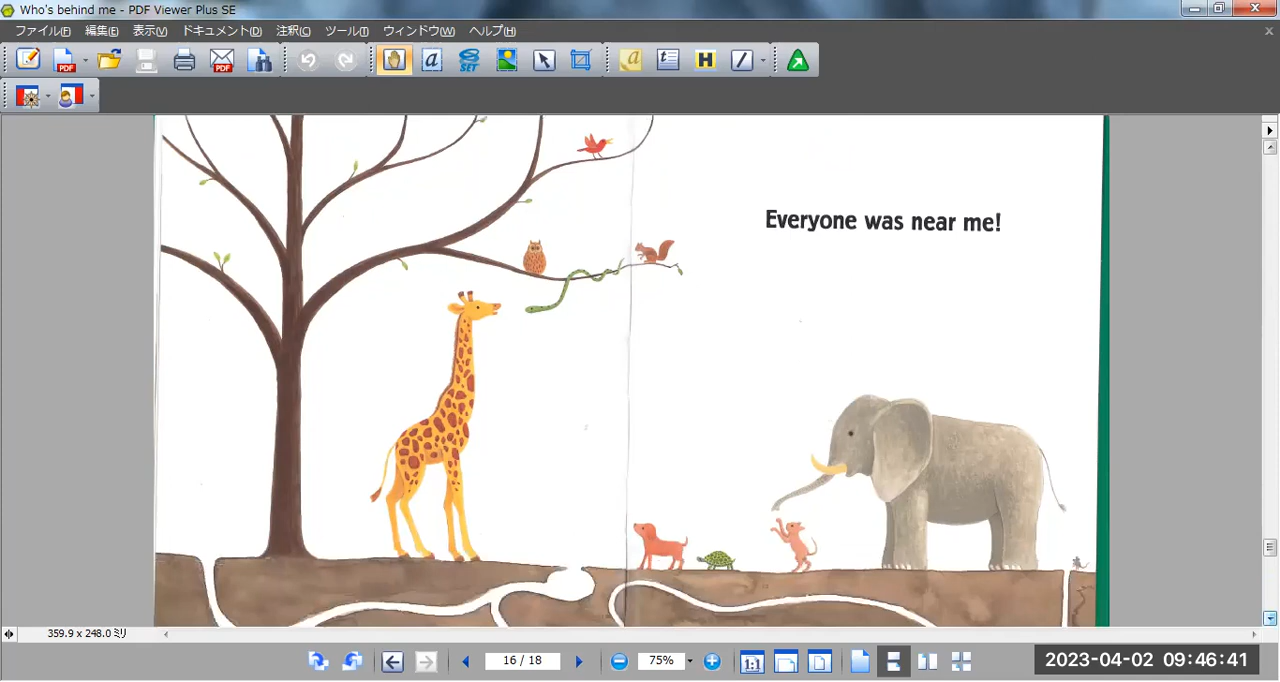 Who's behind me - PDF Viewer Plus SE
ファイル(F) 編集(E) 表示(V) ドキュメント(D) 注釈(C) ツール(T) ウィンドウ(W) ヘルプ(H)
Everyone was near me!
359.9 x 248.0 ミリ
16 / 18
75%
2023-04-02 09:46:41